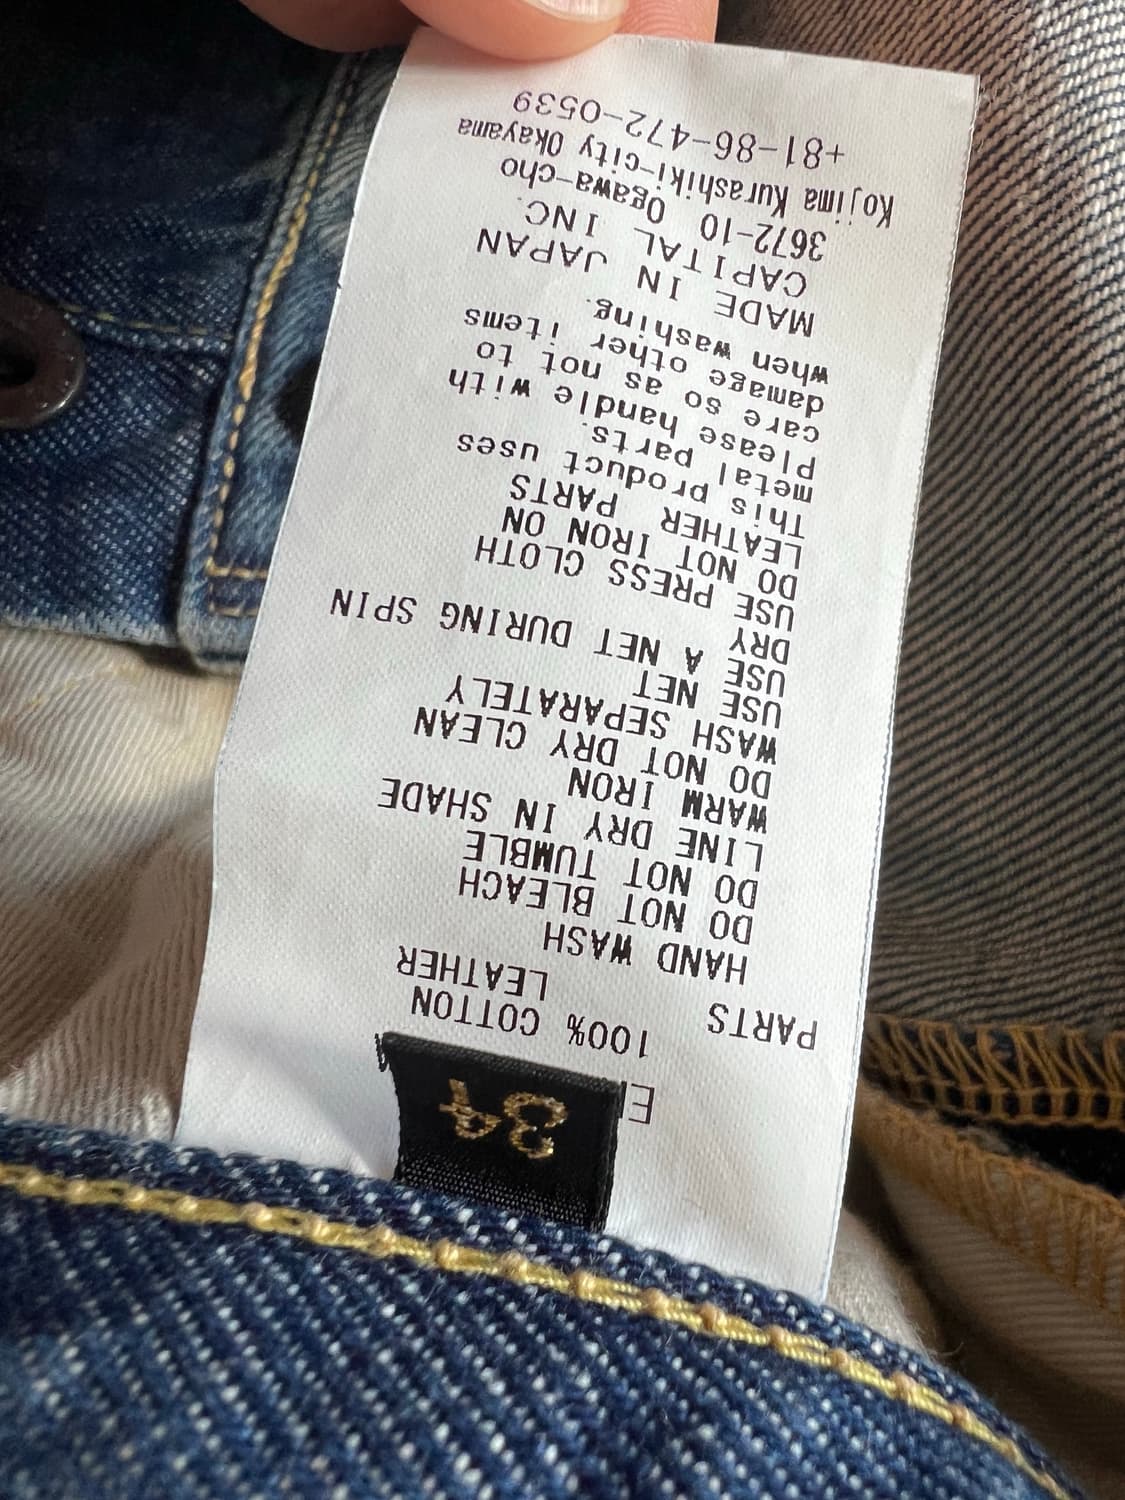 34
E
100% COTTON
PARTS LEATHER
HAND WASH
DO NOT BLEACH
DO NOT TUMBLE
LINE DRY IN SHADE
WARM IRON
DO NOT DRY CLEAN
WASH SEPARATELY
USE NET
USE A NET DURING SPIN
DRY
USE PRESS CLOTH
DO NOT IRON ON
LEATHER PARTS
This product uses
metal parts.
Please handle with
care so as not to
damage other items
when washing.
MADE IN JAPAN
CAPITAL INC.
3672-10 Ogawa-cho
Kojima Kurashiki-city Okayama
+81-86-472-0539